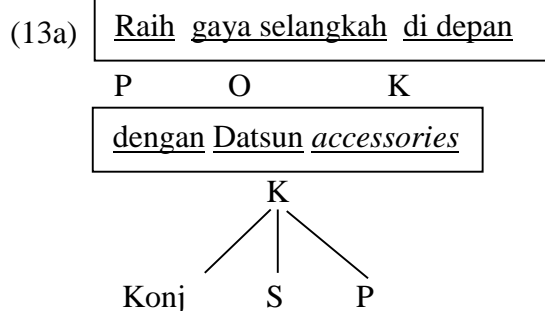 (13a) Raih gaya selangkah di depan
P O K
dengan Datsun accessories
K
Konj S P